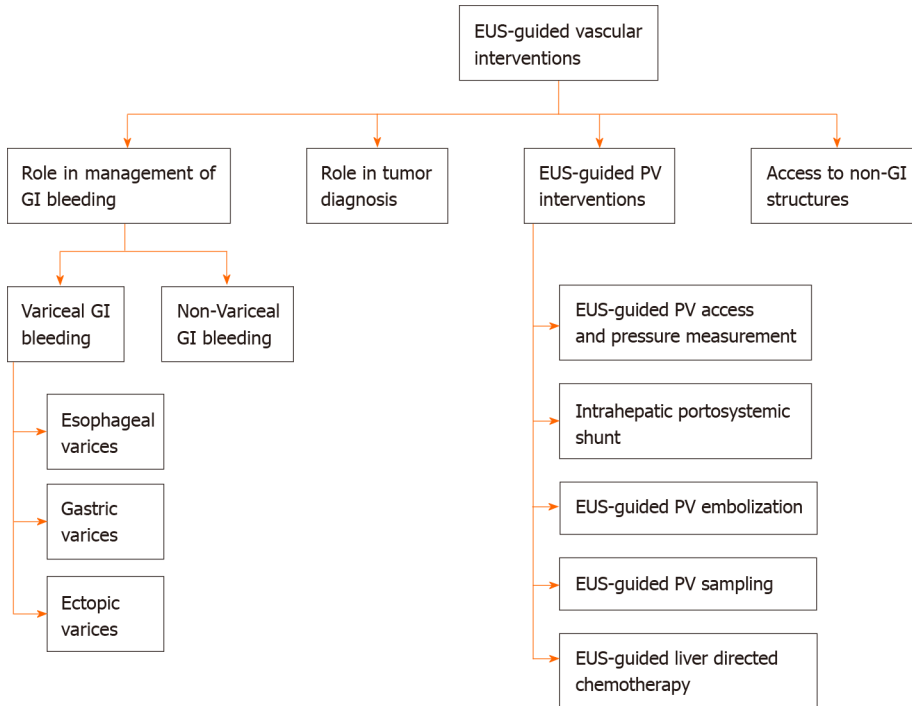 EUS-guided vascular
interventions
Role in management of
GI bleeding
Role in tumor
diagnosis
EUS-guided PV
interventions
Access to non-GI
structures
Variceal GI
bleeding
Non-Variceal
GI bleeding
Esophageal
varices
Gastric
varices
Ectopic
varices
EUS-guided PV access
and pressure measurement
Intrahepatic portosystemic
shunt
EUS-guided PV embolization
EUS-guided PV sampling
EUS-guided liver directed
chemotherapy